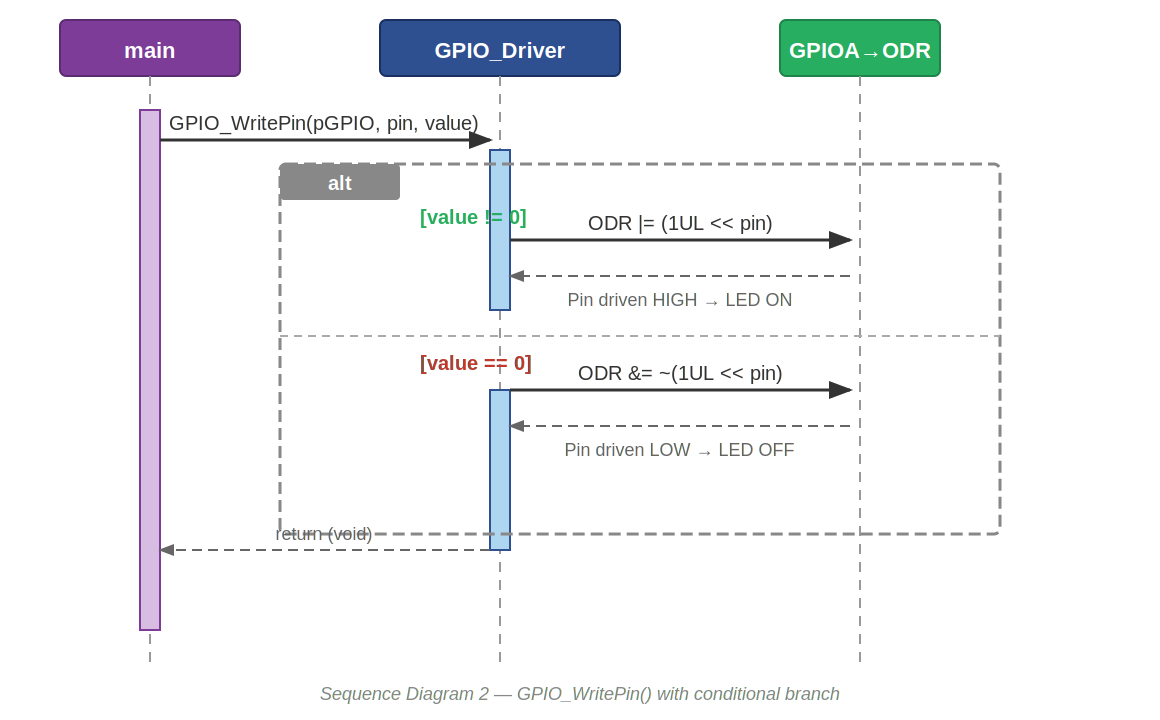 main
GPIO_Driver
GPIOA→ODR
GPIO_WritePin(pGPIO, pin, value)
alt
[value != 0]
ODR |= (1UL << pin)
Pin driven HIGH → LED ON
[value == 0]
ODR &= ~(1UL << pin)
Pin driven LOW → LED OFF
return (void)
Sequence Diagram 2 — GPIO_WritePin() with conditional branch